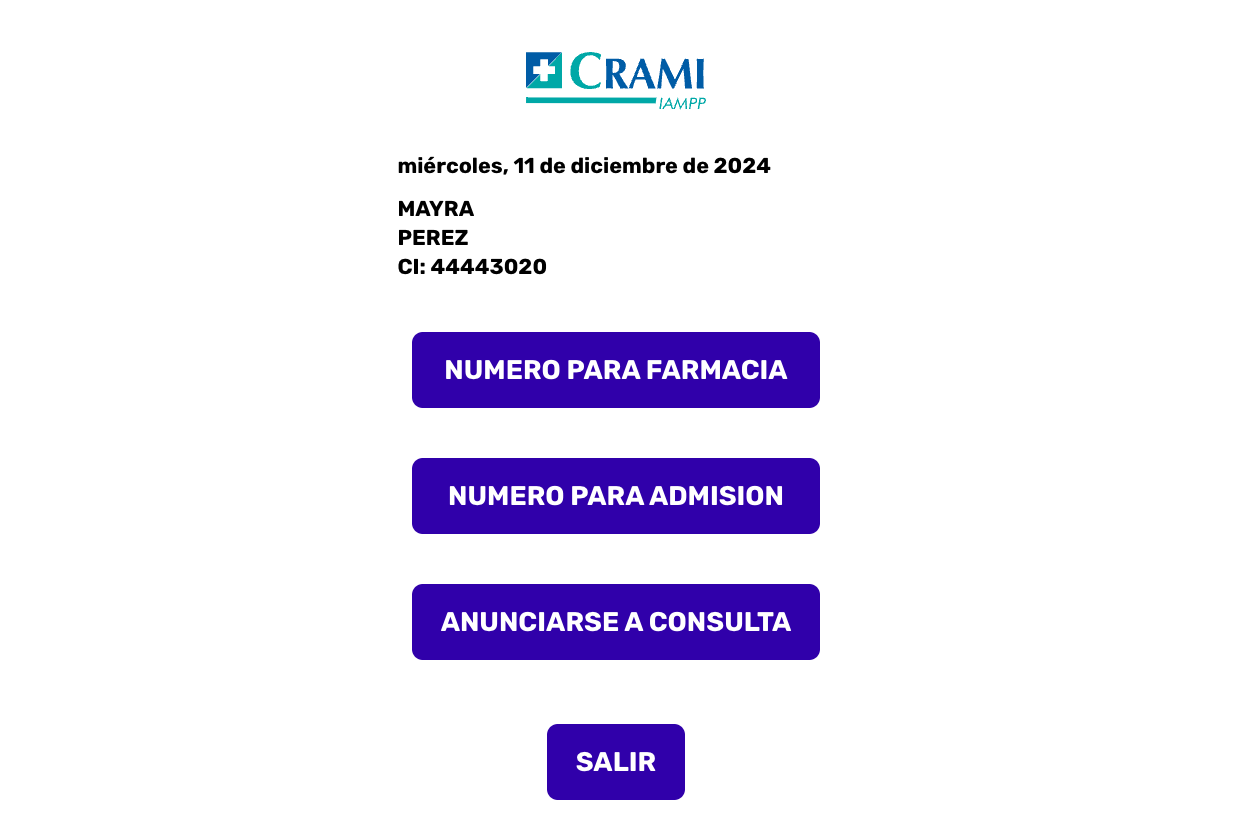 CRAMI
IAMPP
miércoles, 11 de diciembre de 2024
MAYRA
PEREZ
CI: 44443020
NUMERO PARA FARMACIA
NUMERO PARA ADMISION
ANUNCIARSE A CONSULTA
SALIR